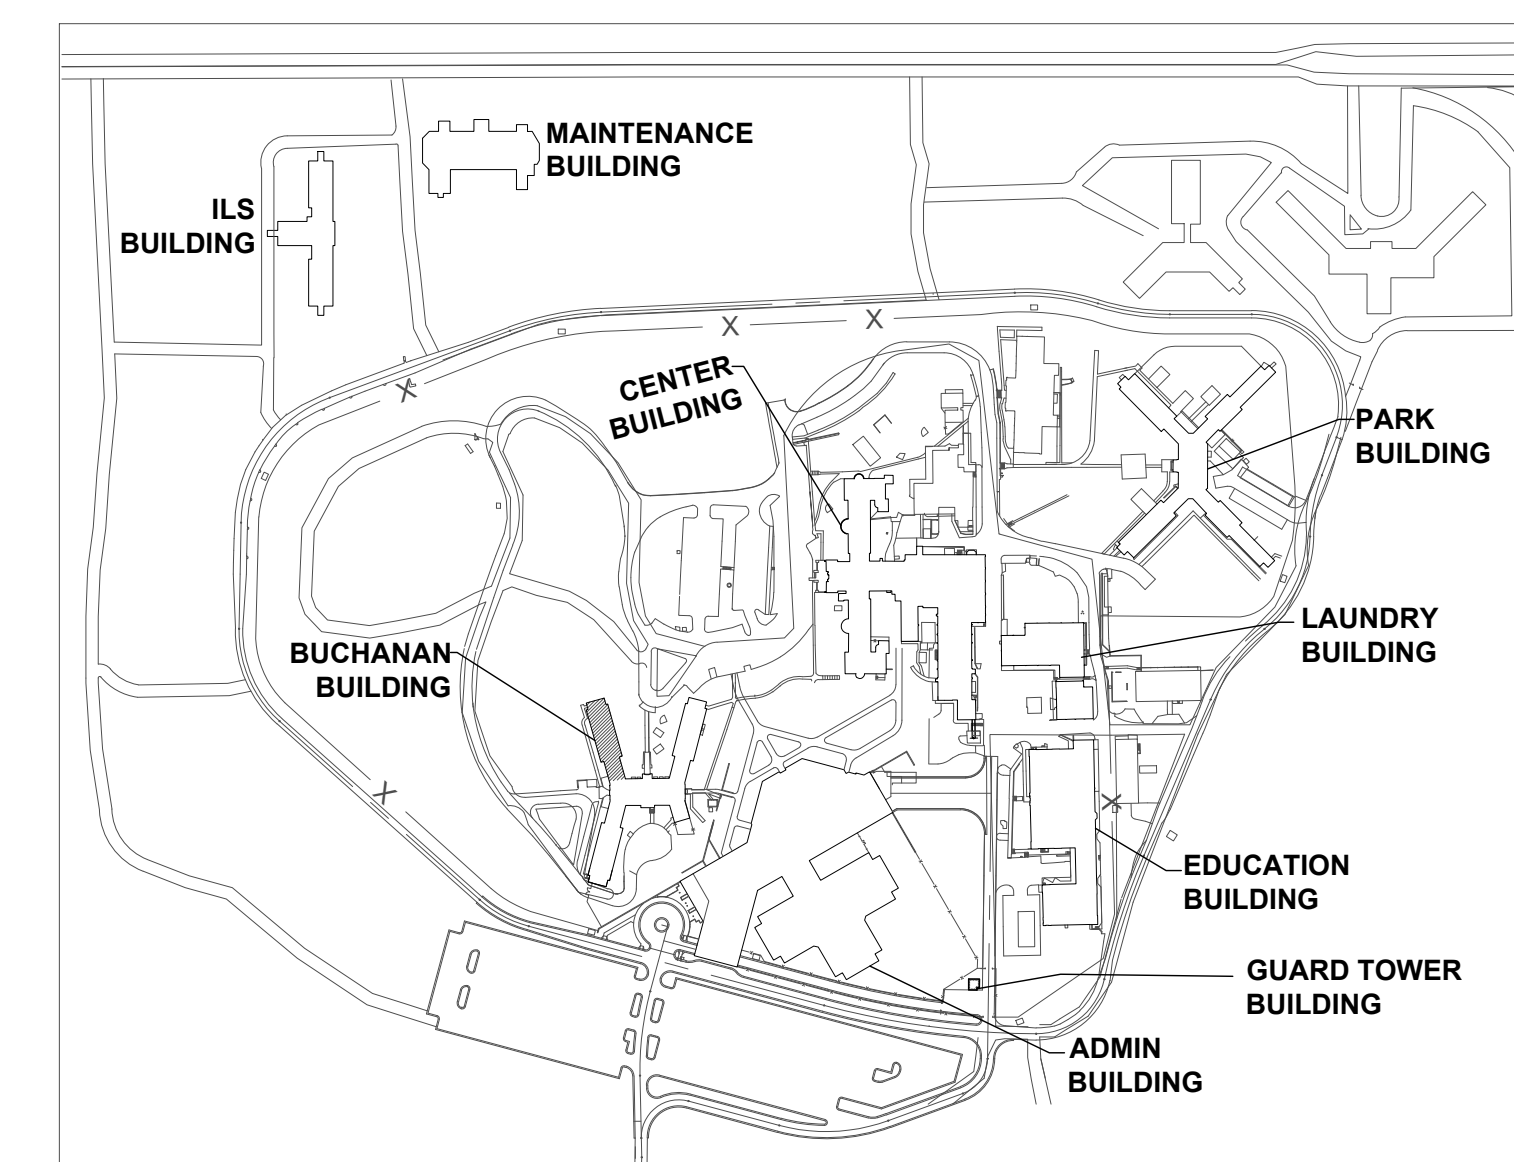 MAINTENANCE
BUILDING
ILS
BUILDING
X
X
X
CENTER
BUILDING
PARK
BUILDING
LAUNDRY
BUILDING
BUCHANAN
BUILDING
X
X
EDUCATION
BUILDING
GUARD TOWER
BUILDING
ADMIN
BUILDING